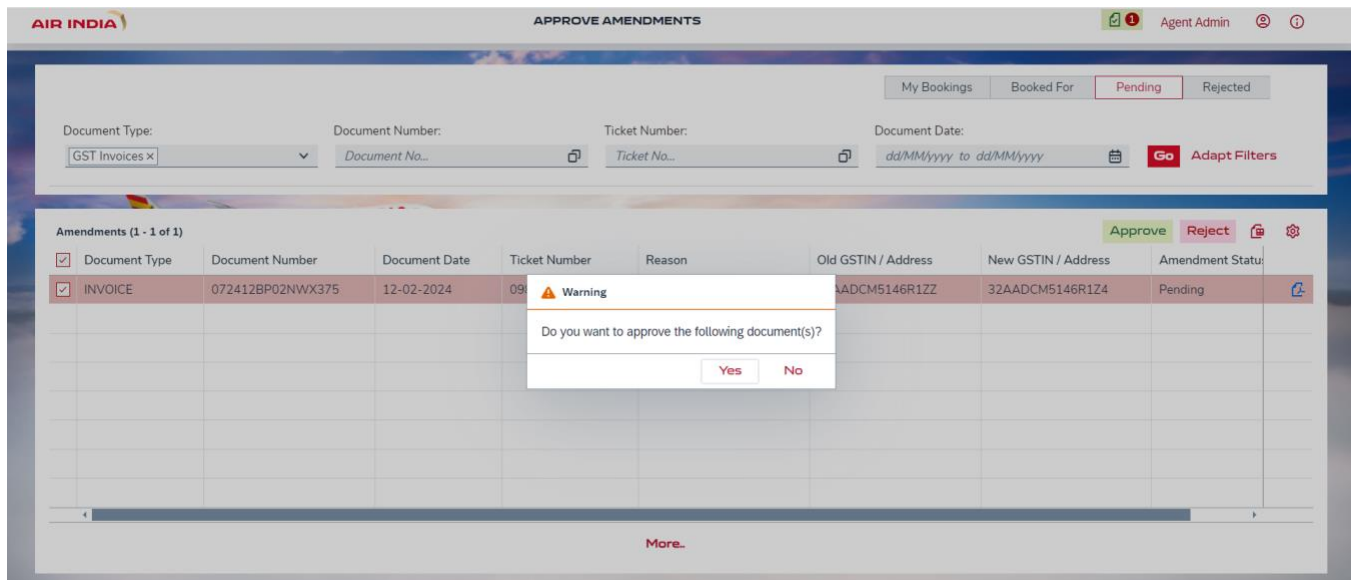 AIR INDIA
APPROVE AMENDMENTS
1
Agent Admin
My Bookings
Booked For
Pending
Rejected
Document Type:
Document Number:
Ticket Number:
Document Date:
GST Invoices ×
Document No...
Ticket No...
dd/MM/yyyy to dd/MM/yyyy
Go
Adapt Filters
Amendments (1 - 1 of 1)
Approve
Reject
Document Type
Document Number
Document Date
Ticket Number
Reason
Old GSTIN / Address
New GSTIN / Address
Amendment Status
INVOICE
072412BP02NWX375
12-02-2024
AADCM5146R1ZZ
32AADCM5146R1Z4
Pending
Warning
Do you want to approve the following document(s)?
Yes
No
More..